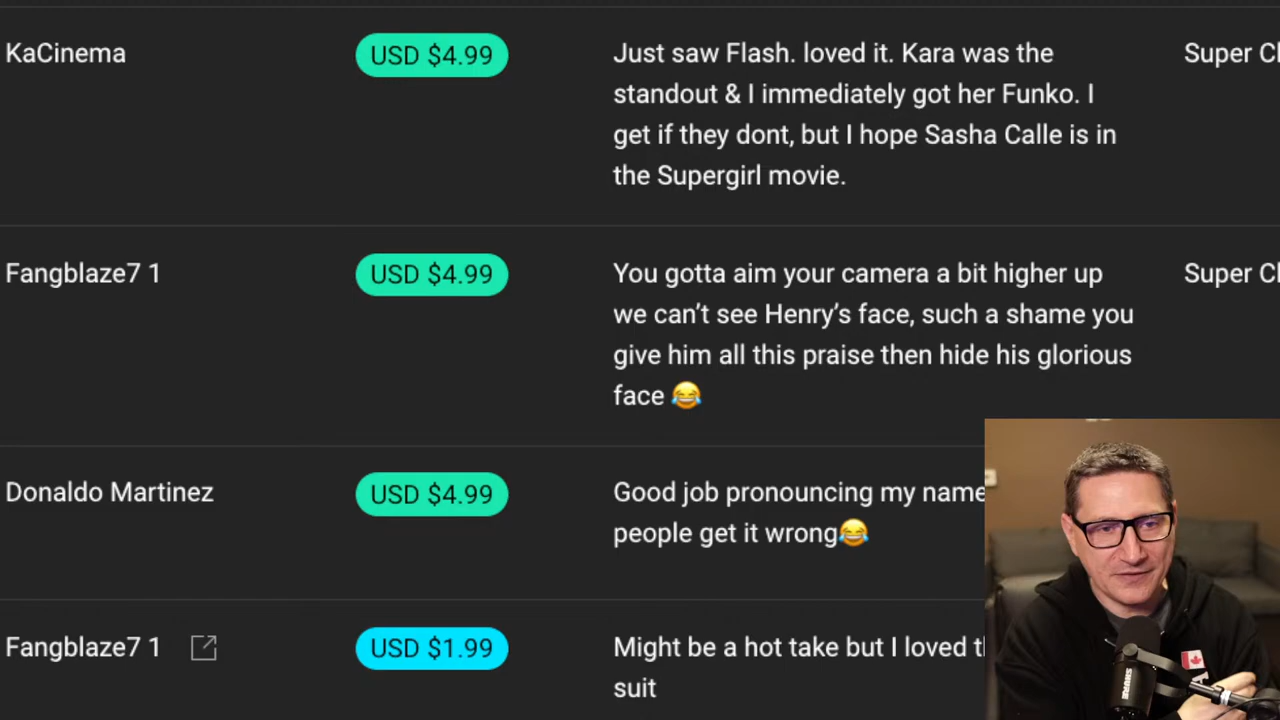 KaCinema
USD $4.99
Just saw Flash. loved it. Kara was the
standout & I immediately got her Funko. I
get if they dont, but I hope Sasha Calle is in
the Supergirl movie.
Super
Fangblaze7 1
USD $4.99
You gotta aim your camera a bit higher up
we can’t see Henry’s face, such a shame you
give him all this praise then hide his glorious
face 😂
Super
Donaldo Martinez
USD $4.99
Good job pronouncing my name
people get it wrong😂
Fangblaze7 1
USD $1.99
Might be a hot take but I loved
suit
SHURE